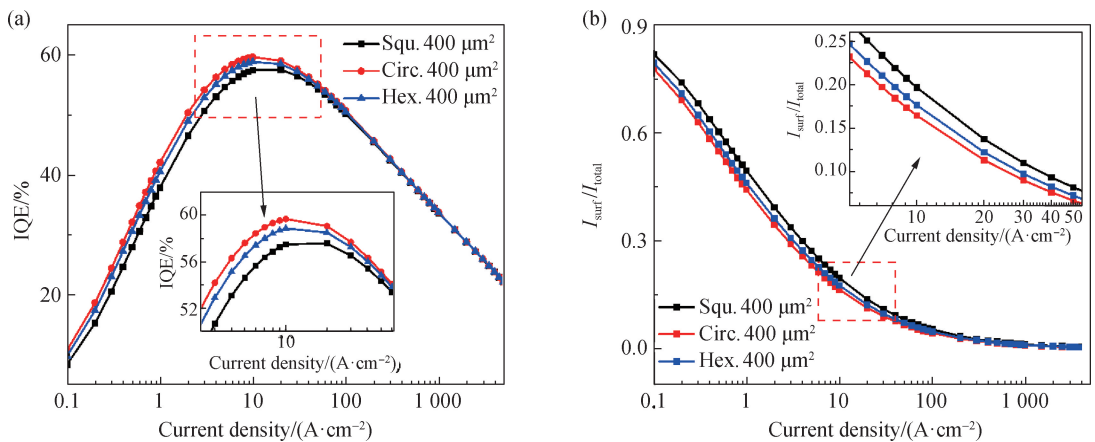 (a)
60
40
20
IQE/%
Squ. 400 μm²
Circ. 400 μm²
Hex. 400 μm²
60
56
52
IQE/%
10
Current density/(A·cm⁻²)
0.1 1 10 100 1 000
Current density/(A·cm⁻²)
(b)
0.9
0.6
0.3
0.0
I_surf/I_total
0.25
0.20
0.15
0.10
I_surf/I_total
10 20 30 40 50
Current density/(A·cm⁻²)
Squ. 400 μm²
Circ. 400 μm²
Hex. 400 μm²
0.1 1 10 100 1 000
Current density/(A·cm⁻²)